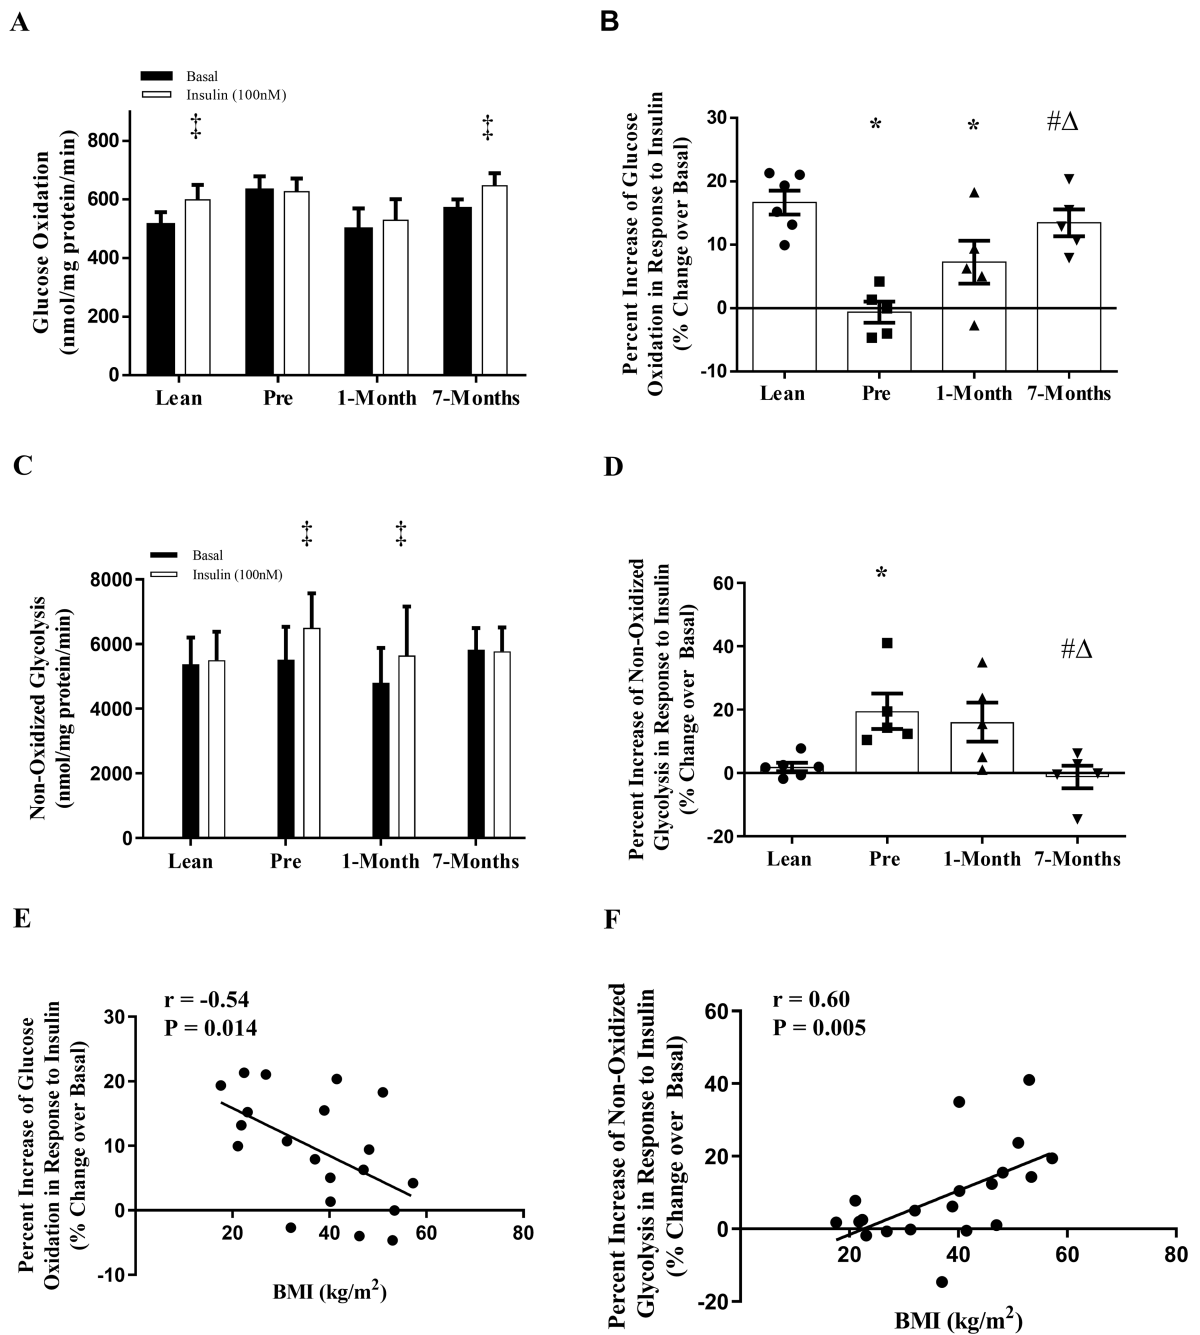 A
Basal
Insulin (100nM)
Glucose Oxidation
(nmol/mg protein/min)
800
600
400
200
0
‡
‡
Lean
Pre
1-Month
7-Months
B
Percent Increase of Glucose
Oxidation in Response to Insulin
(% Change over Basal)
30
20
10
0
-10
*
*
#Δ
Lean
Pre
1-Month
7-Months
C
Basal
Insulin (100nM)
Non-Oxidized Glycolysis
(nmol/mg protein/min)
8000
6000
4000
2000
0
‡
‡
Lean
Pre
1-Month
7-Months
D
Percent Increase of Non-Oxidized
Glycolysis in Response to Insulin
(% Change over Basal)
60
40
20
0
-20
*
#Δ
Lean
Pre
1-Month
7-Months
E
r = -0.54
P = 0.014
Percent Increase of Glucose
Oxidation in Response to Insulin
(% Change over Basal)
30
20
10
0
-10
20
40
60
80
BMI (kg/m²)
F
r = 0.60
P = 0.005
Percent Increase of Non-Oxidized
Glycolysis in Response to Insulin
(% Change over Basal)
60
40
20
0
-20
20
40
60
80
BMI (kg/m²)